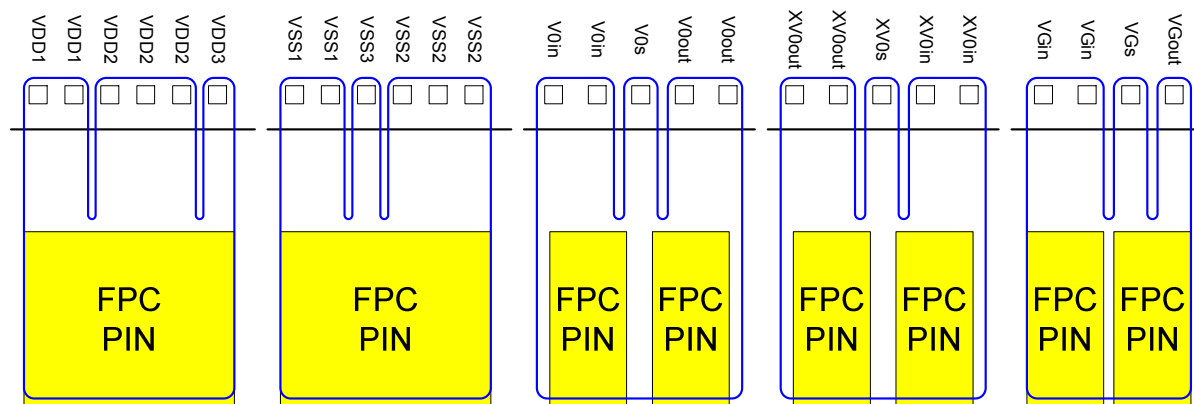 VDD1
VDD1
VDD2
VDD2
VDD2
VDD3
VSS1
VSS1
VSS3
VSS2
VSS2
VSS2
V0in
V0in
V0s
V0out
V0out
XV0out
XV0out
XV0s
XV0in
XV0in
VGin
VGin
VGs
VGout
FPC
PIN
FPC
PIN
FPC
PIN
FPC
PIN
FPC
PIN
FPC
PIN
FPC
PIN
FPC
PIN